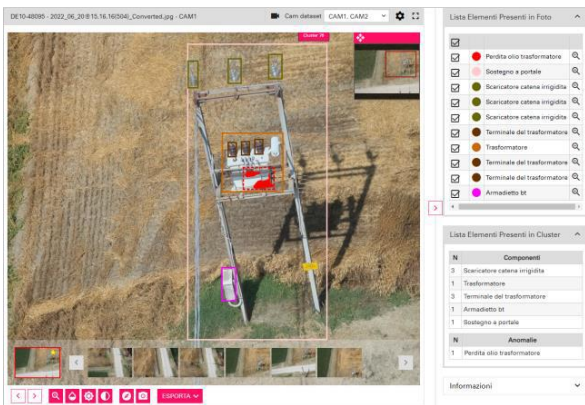 DE10-48095 - 2022_06_20 8 15.16.16(504)_Converted.jpg - CAM1
Cam dataset
CAM1, CAM2
Cluster
ESPORTA
Lista Elementi Presenti in Foto
Perdita olio trasformatore
Sostegno a portale
Scaricatore catena irrigidita
Scaricatore catena irrigidita
Scaricatore catena irrigidita
Terminale del trasformatore
Trasformatore
Terminale del trasformatore
Terminale del trasformatore
Armadietto bt
Lista Elementi Presenti in Cluster
N Componenti
3 Scaricatore catena irrigidita
1 Trasformatore
3 Terminale del trasformatore
1 Armadietto bt
1 Sostegno a portale
N Anomalie
1 Perdita olio trasformatore
Informazioni